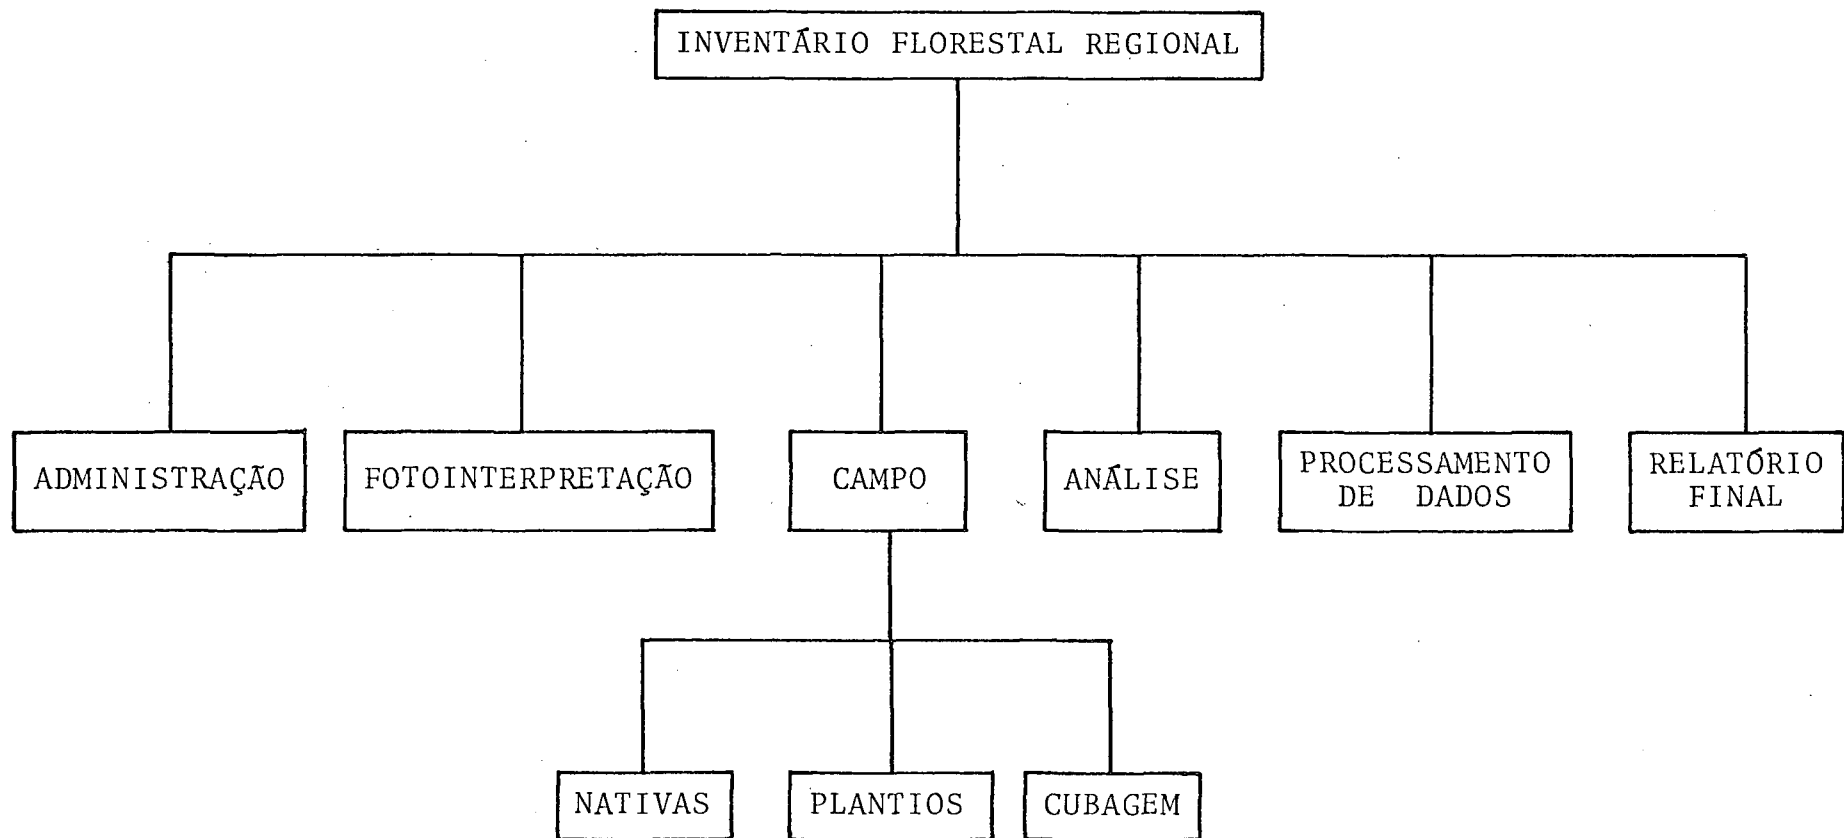 INVENTÁRIO FLORESTAL REGIONAL
ADMINISTRAÇÃO
FOTOINTERPRETAÇÃO
CAMPO
ANÁLISE
PROCESSAMENTO
DE DADOS
RELATÓRIO
FINAL
NATIVAS
PLANTIOS
CUBAGEM